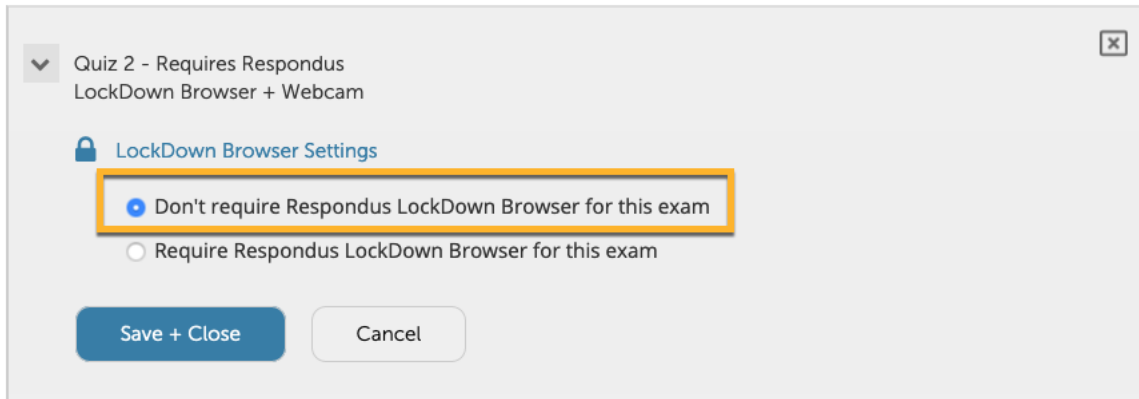 Quiz 2 - Requires Respondus
LockDown Browser + Webcam
LockDown Browser Settings
Don't require Respondus LockDown Browser for this exam
Require Respondus LockDown Browser for this exam
Save + Close
Cancel